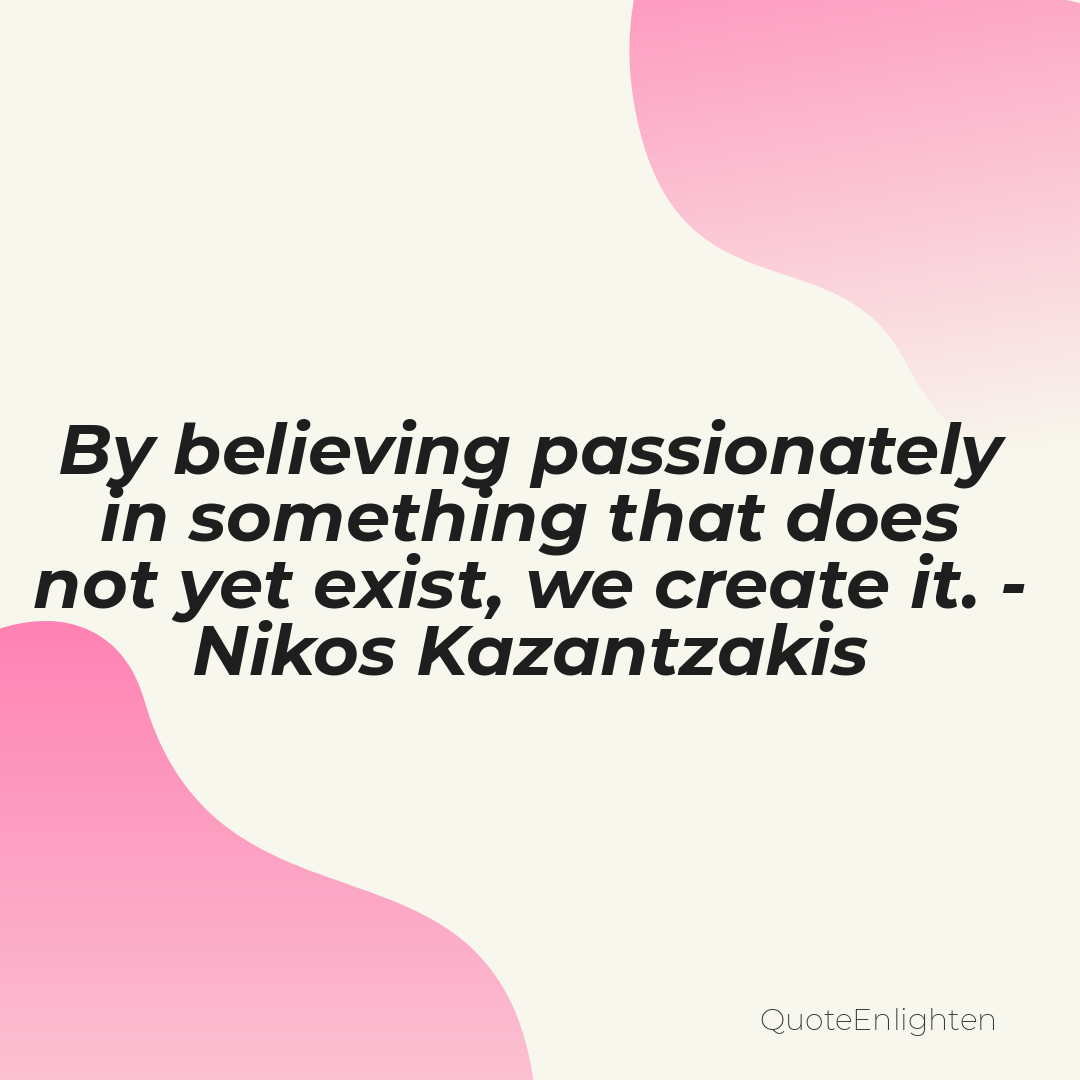 By believing passionately
in something that does
not yet exist, we create it. -
Nikos Kazantzakis
QuoteEnlighten